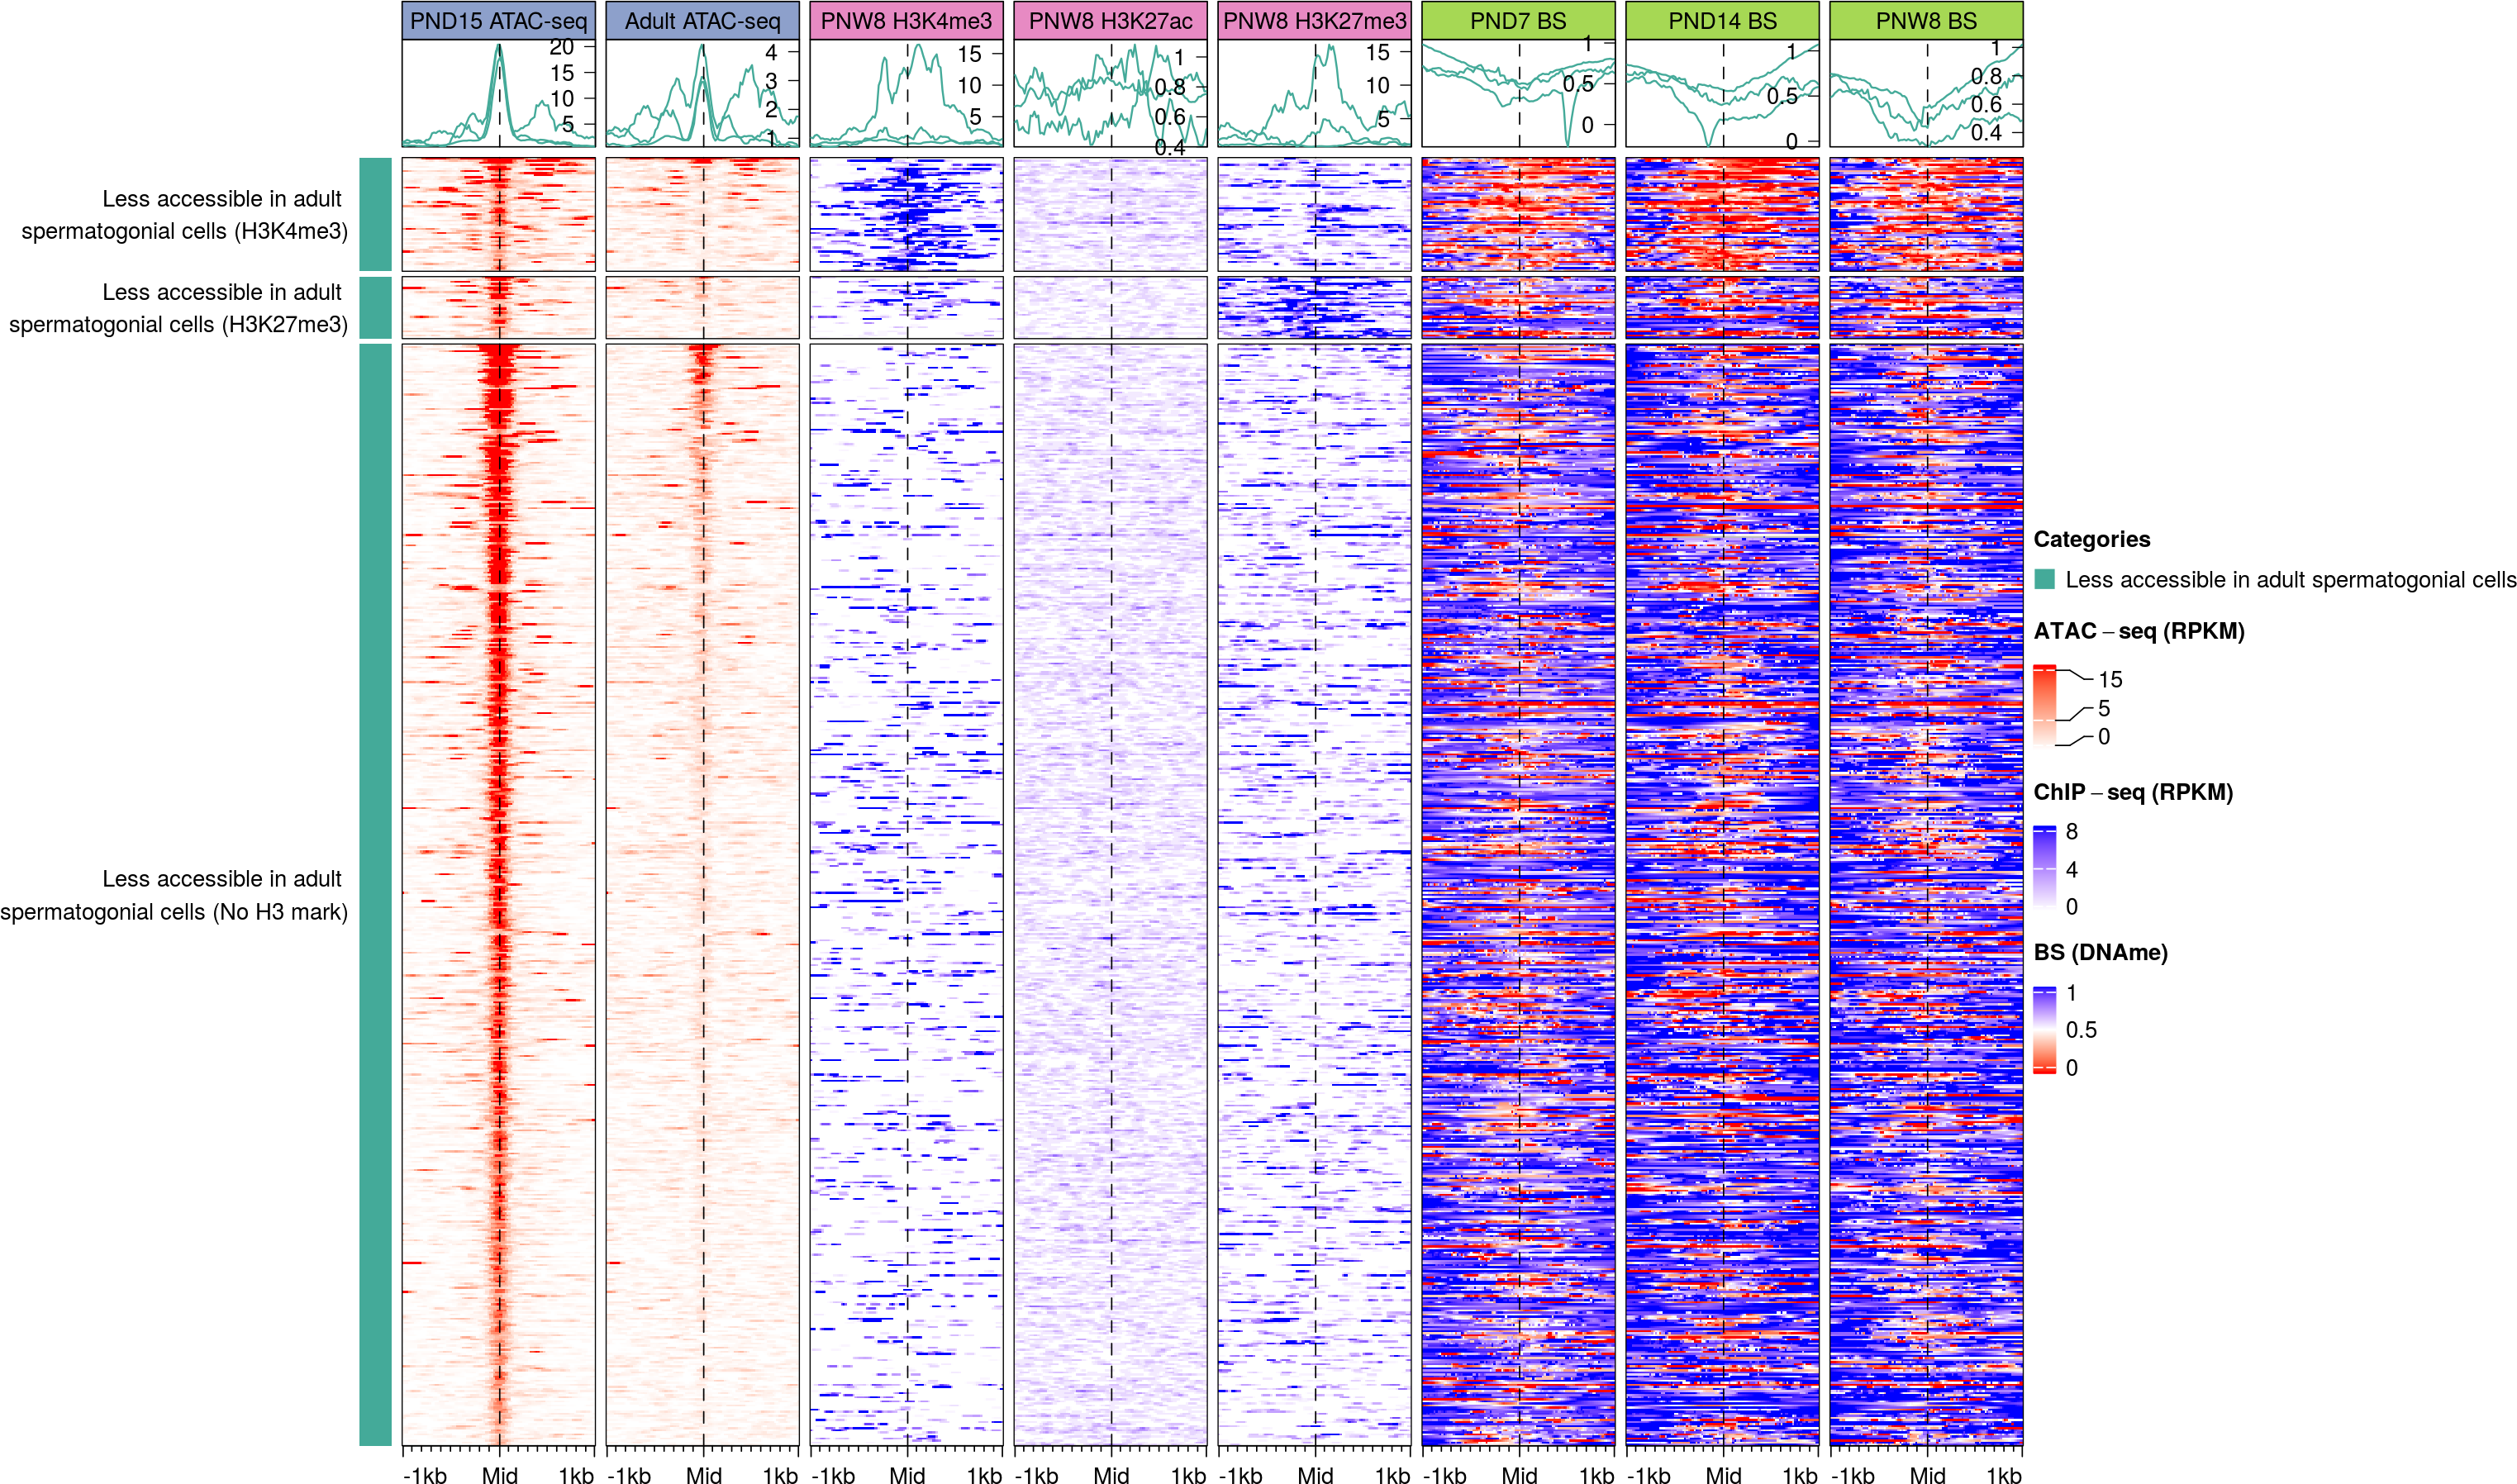 PND15 ATAC-seq
Adult ATAC-seq
PNW8 H3K4me3
PNW8 H3K27ac
PNW8 H3K27me3
PND7 BS
PND14 BS
PNW8 BS
20
15
10
5
4
3
2
1
15
10
5
1
0.8
0.6
0.4
15
10
5
1
0.5
0
1
0.5
0
1
0.8
0.6
0.4
Less accessible in adult
spermatogonial cells (H3K4me3)
Less accessible in adult
spermatogonial cells (H3K27me3)
Less accessible in adult
spermatogonial cells (No H3 mark)
Categories
Less accessible in adult spermatogonial cells
ATAC–seq (RPKM)
15
5
0
ChIP–seq (RPKM)
8
4
0
BS (DNAme)
1
0.5
0
-1kb Mid 1kb
-1kb Mid 1kb
-1kb Mid 1kb
-1kb Mid 1kb
-1kb Mid 1kb
-1kb Mid 1kb
-1kb Mid 1kb
-1kb Mid 1kb